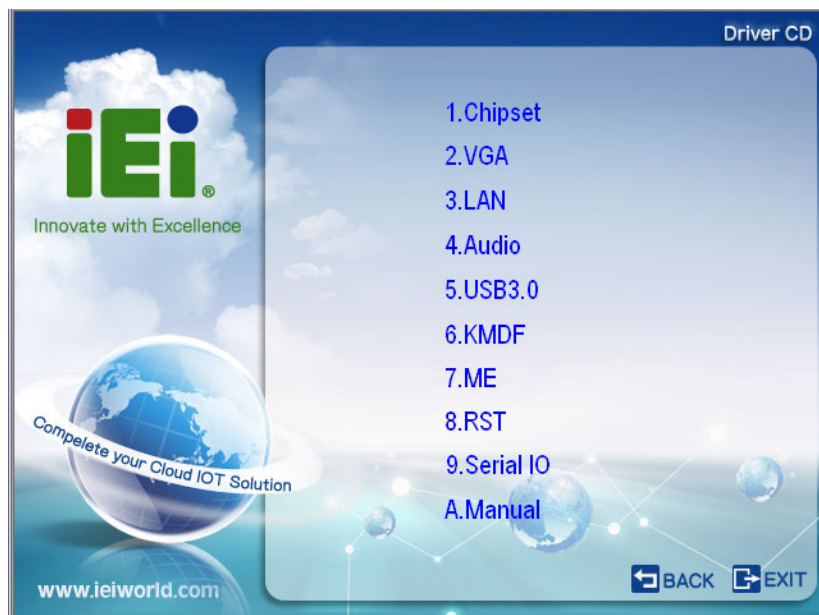 Driver CD
iEi®
Innovate with Excellence
1.Chipset
2.VGA
3.LAN
4.Audio
5.USB3.0
6.KMDF
7.ME
8.RST
9.Serial IO
A.Manual
Compelete your Cloud IOT Solution
www.ieiworld.com
BACK
EXIT